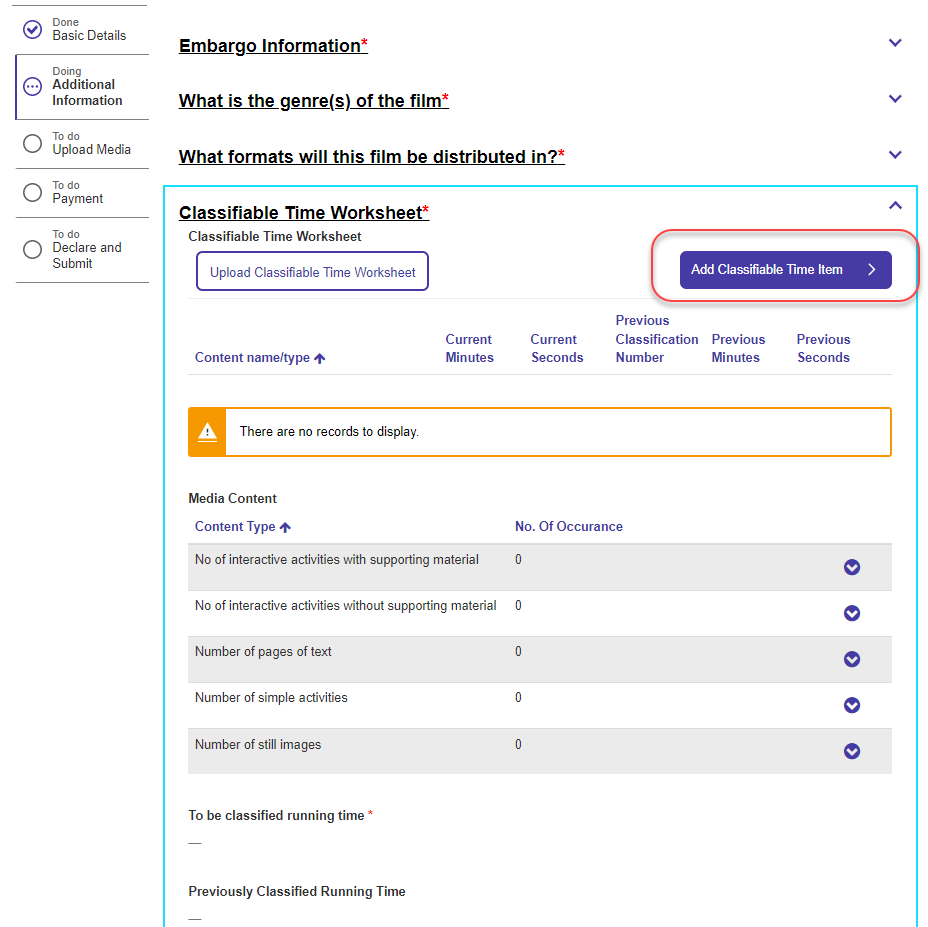 Done
Basic Details
Doing
Additional
Information
To do
Upload Media
To do
Payment
To do
Declare and
Submit
Embargo Information*
What is the genre(s) of the film*
What formats will this film be distributed in?*
Classifiable Time Worksheet*
Classifiable Time Worksheet
Upload Classifiable Time Worksheet
Add Classifiable Time Item
Content name/type
Current
Minutes
Current
Seconds
Previous
Classification
Number
Previous
Minutes
Previous
Seconds
There are no records to display.
Media Content
Content Type
No. Of Occurance
No of interactive activities with supporting material 0
No of interactive activities without supporting material 0
Number of pages of text 0
Number of simple activities 0
Number of still images 0
To be classified running time *
—
Previously Classified Running Time
—